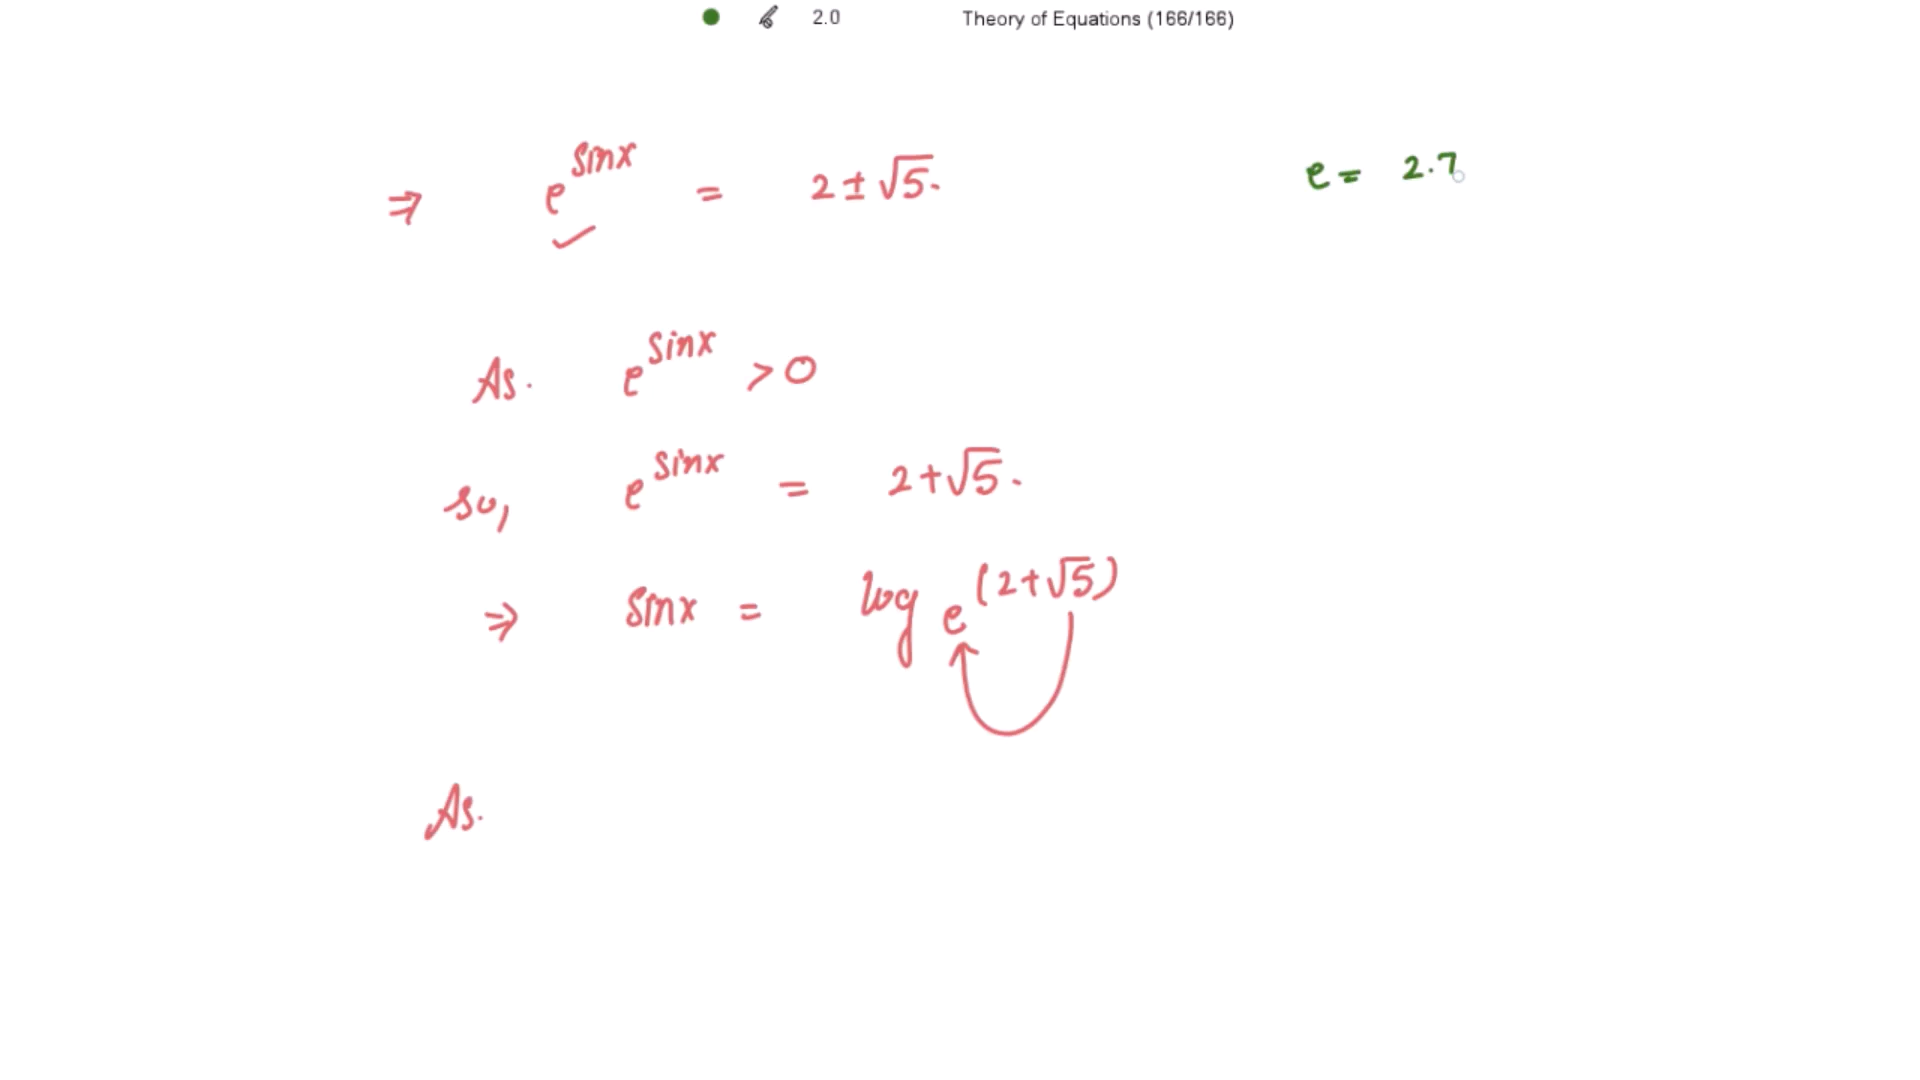 2.0 Theory of Equations (166/166)
⇒ e^sinx = 2 ± √5.
e = 2.7
As. e^sinx > 0
so, e^sinx = 2+√5.
⇒ sinx = log e (2+√5)
As.